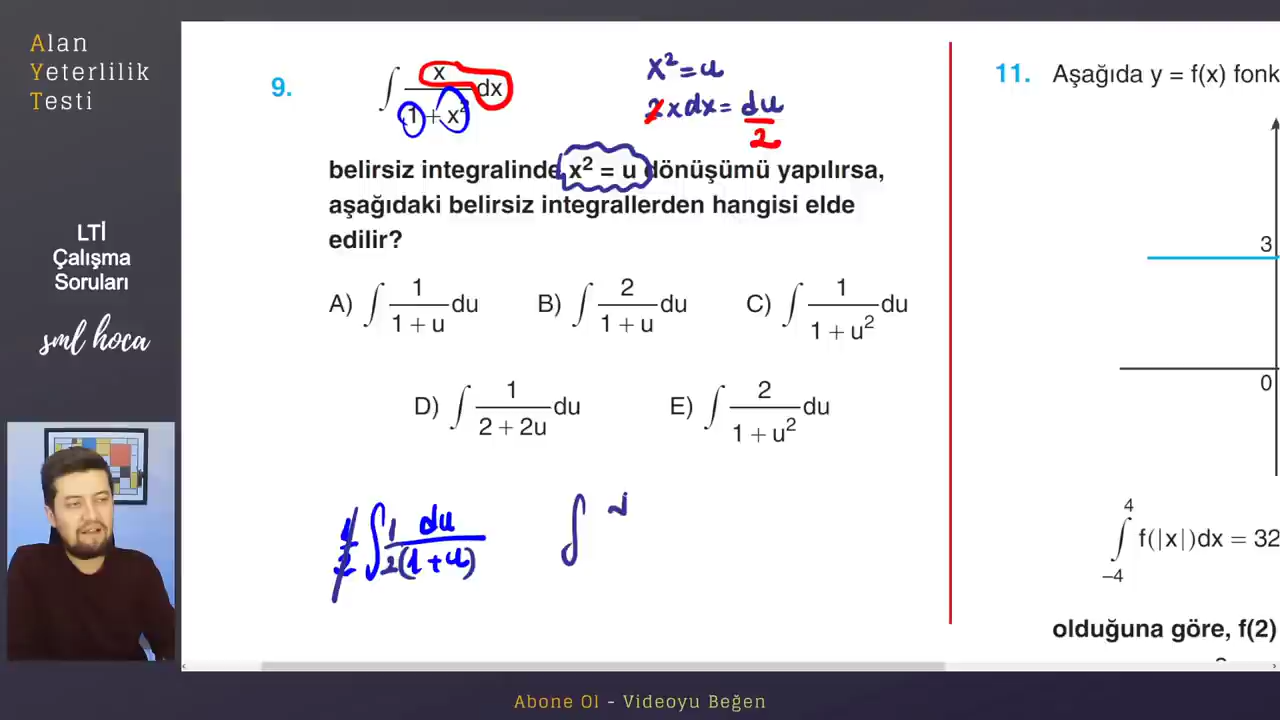 Alan
Yeterlilik
Testi
LTİ
Çalışma
Soruları
sml hoca
9.
∫ x / (1 + x²) dx
x² = u
2x dx = du / 2
belirsiz integralinde x² = u dönüşümü yapılırsa,
aşağıdaki belirsiz integrallerden hangisi elde
edilir?
A) ∫ 1 / (1 + u) du B) ∫ 2 / (1 + u) du C) ∫ 1 / (1 + u²) du
D) ∫ 1 / (2 + 2u) du E) ∫ 2 / (1 + u²) du
1/2 ∫ 1 du / 2(1 + u) ∫
11. Aşağıda y = f(x) fonk
3
0
∫₋₄⁴ f(|x|)dx = 32
olduğuna göre, f(2)
Abone Ol - Videoyu Beğen